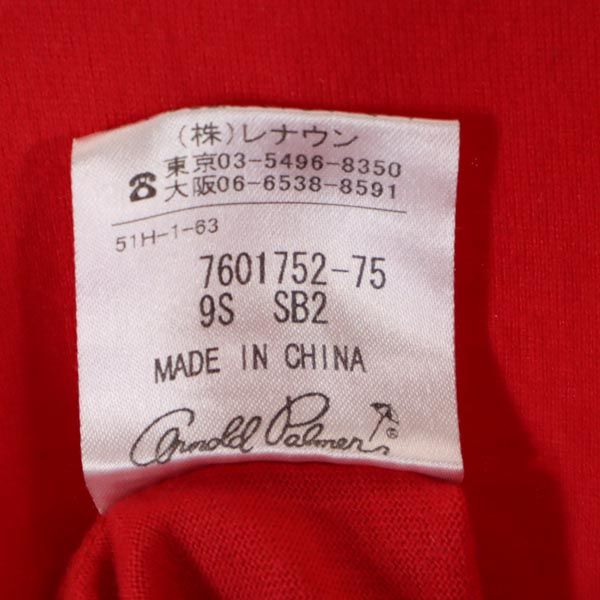 (株)レナウン
東京03-5496-8350
☎大阪06-6538-8591
51H-1-63
7601752-75
9S SB2
MADE IN CHINA
Arnold Palmer ®